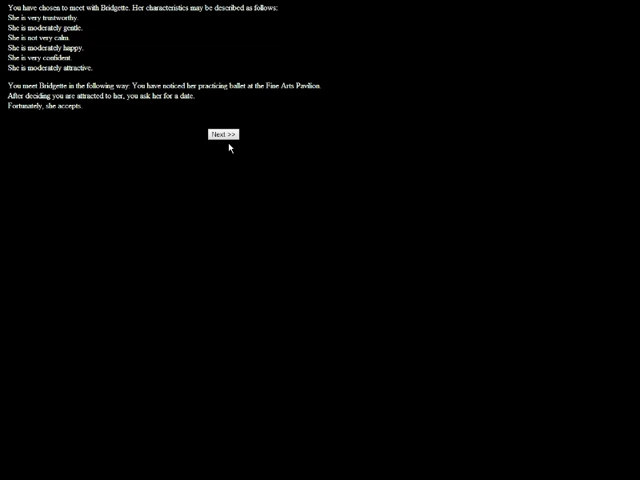 You have chosen to meet with Bridgette. Her characteristics may be described as follows:
She is very trustworthy.
She is moderately gentle.
She is not very calm.
She is moderately happy.
She is very confident.
She is moderately attractive.
You meet Bridgette in the following way: You have noticed her practicing ballet at the Fine Arts Pavilion.
After deciding you are attracted to her, you ask her for a date.
Fortunately, she accepts.
Next >>